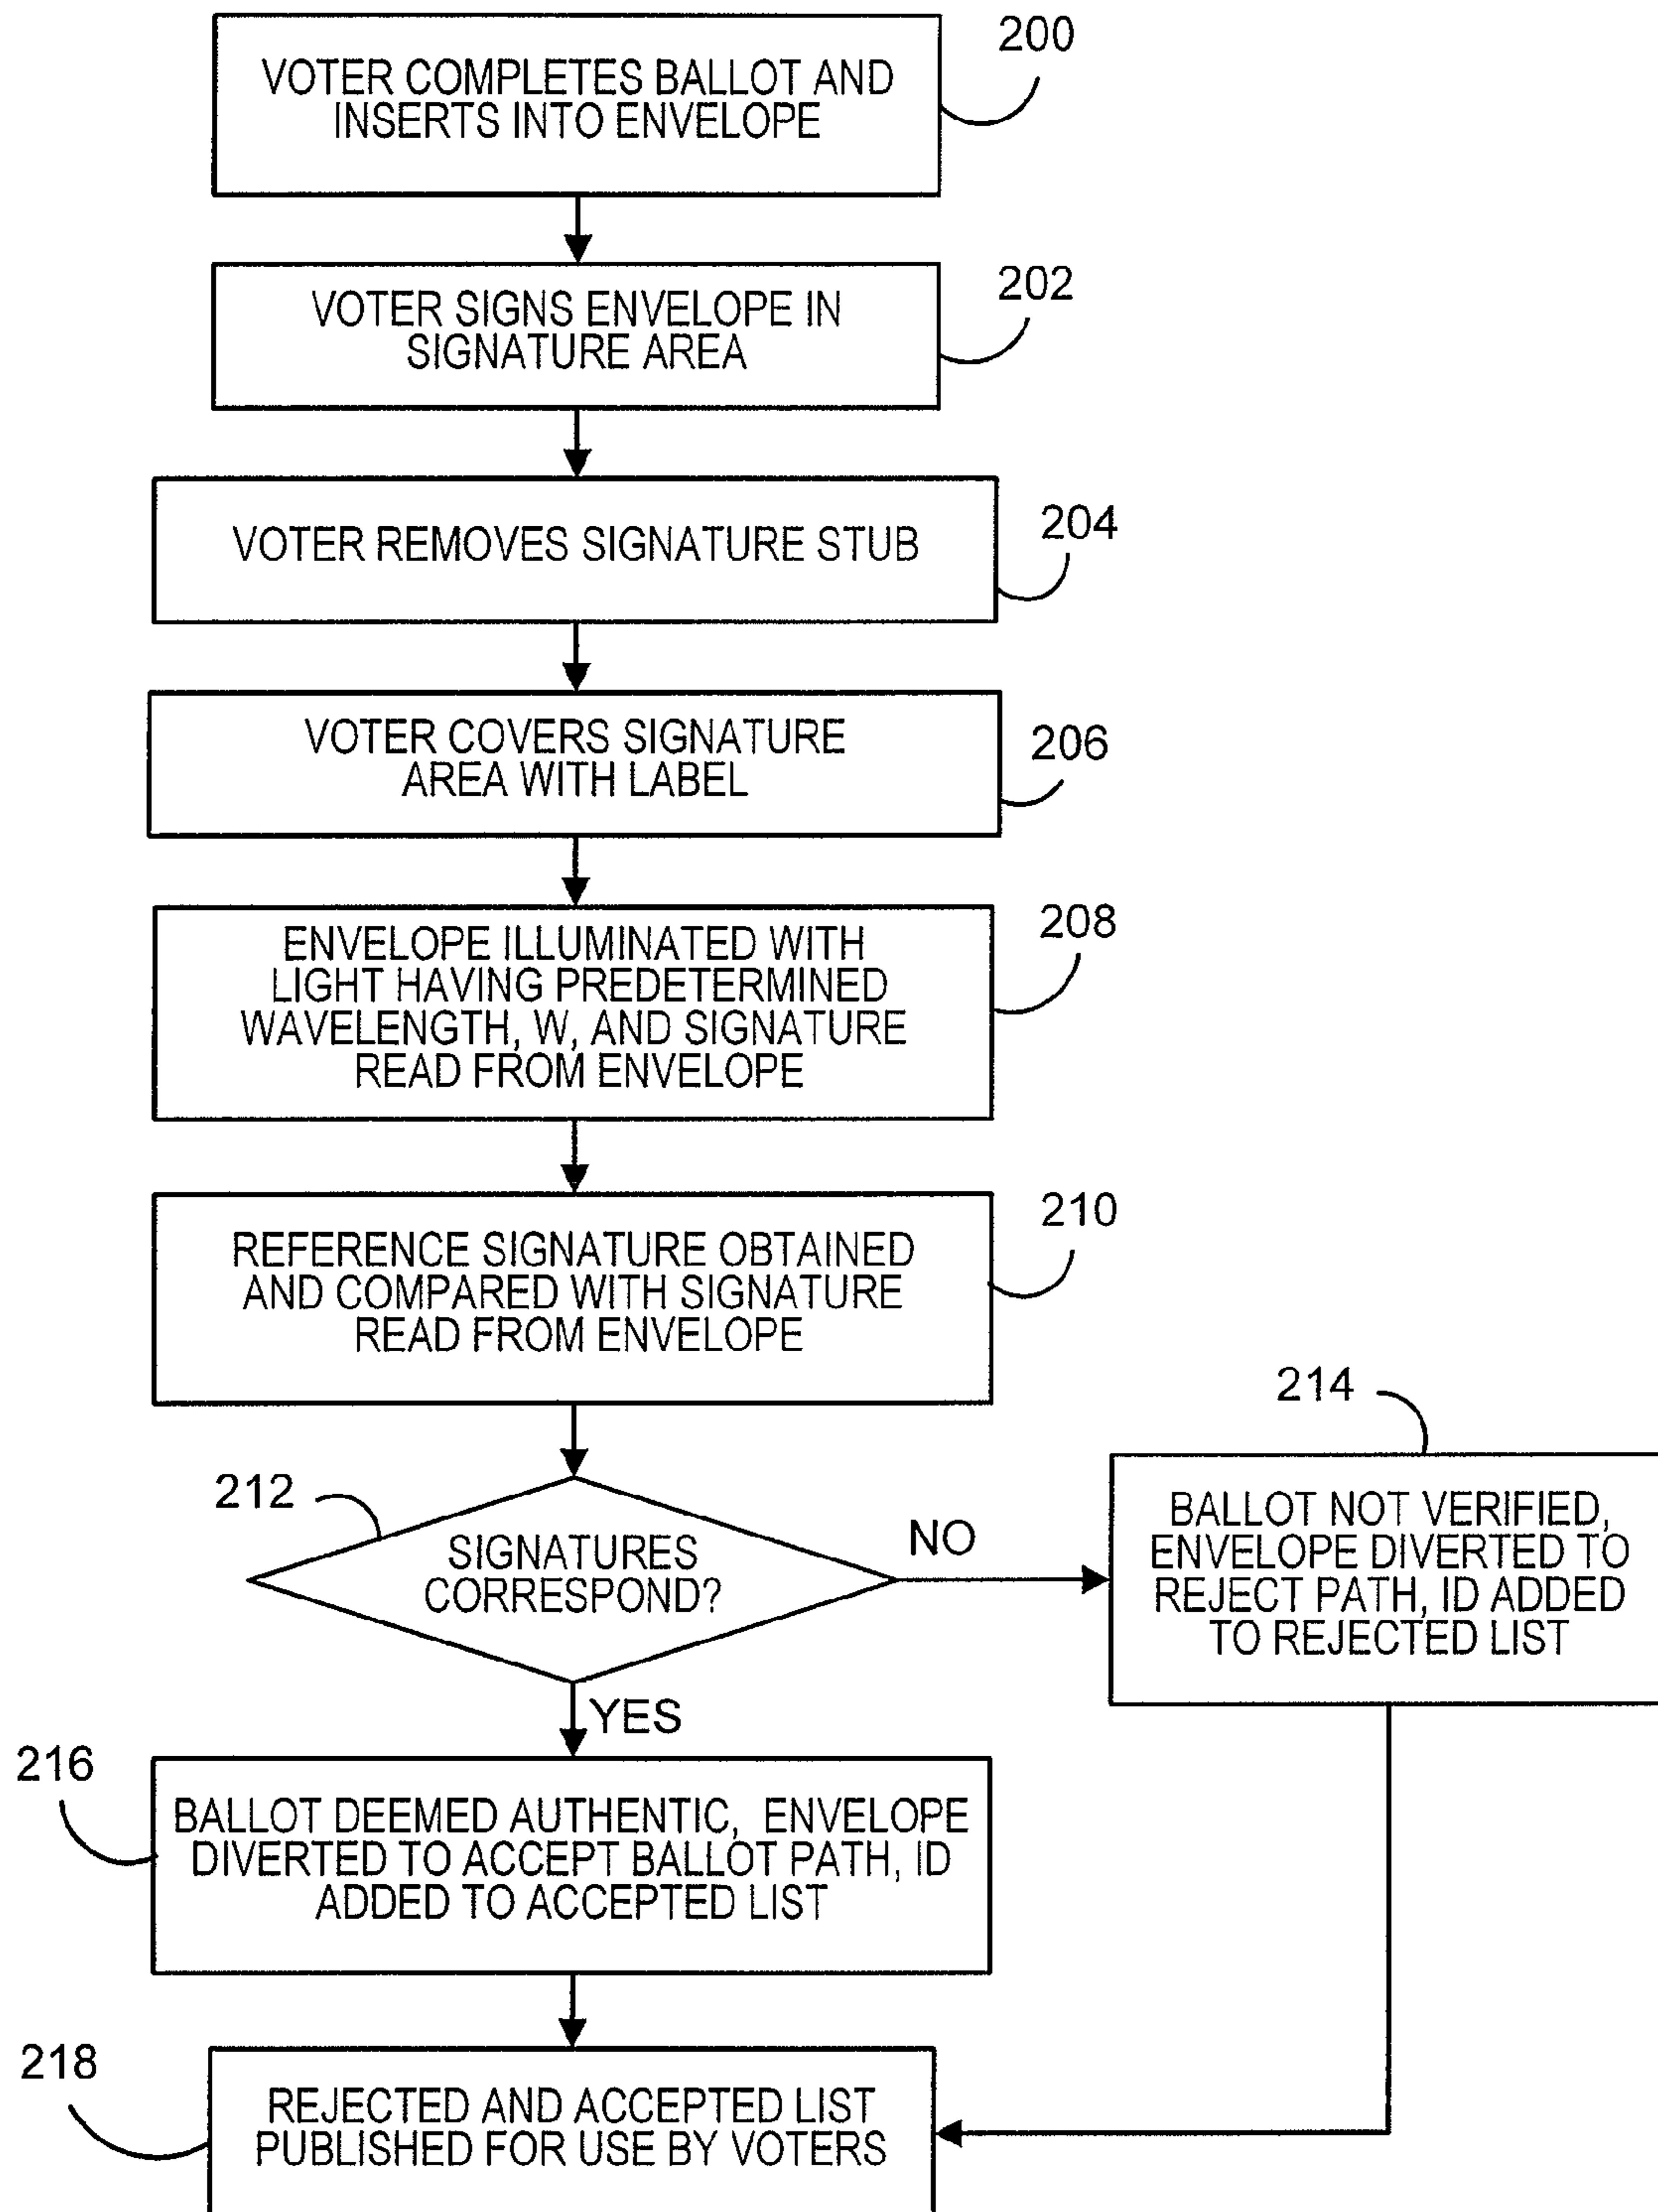 200
VOTER COMPLETES BALLOT AND
INSERTS INTO ENVELOPE
202
VOTER SIGNS ENVELOPE IN
SIGNATURE AREA
204
VOTER REMOVES SIGNATURE STUB
206
VOTER COVERS SIGNATURE
AREA WITH LABEL
208
ENVELOPE ILLUMINATED WITH
LIGHT HAVING PREDETERMINED
WAVELENGTH, W, AND SIGNATURE
READ FROM ENVELOPE
210
REFERENCE SIGNATURE OBTAINED
AND COMPARED WITH SIGNATURE
READ FROM ENVELOPE
212
SIGNATURES
CORRESPOND?
NO
214
BALLOT NOT VERIFIED,
ENVELOPE DIVERTED TO
REJECT PATH, ID ADDED
TO REJECTED LIST
YES
216
BALLOT DEEMED AUTHENTIC, ENVELOPE
DIVERTED TO ACCEPT BALLOT PATH, ID
ADDED TO ACCEPTED LIST
218
REJECTED AND ACCEPTED LIST
PUBLISHED FOR USE BY VOTERS